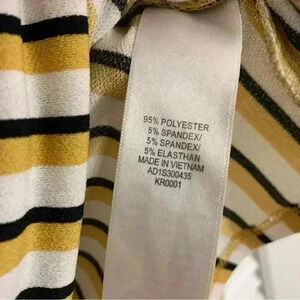 95% POLYESTER
5% SPANDEX/
5% SPANDEX/
5% ELASTHAN
MADE IN VIETNAM
AD1S300435
KR0001